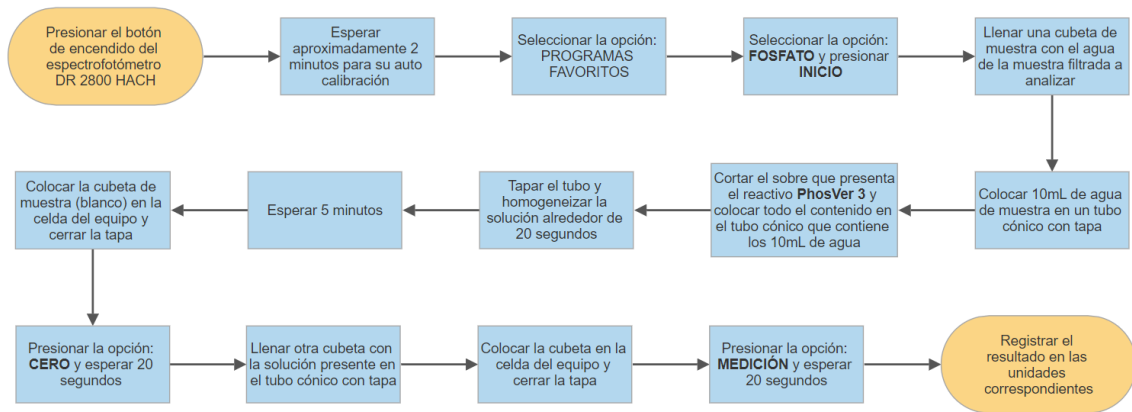 Presionar el botón
de encendido del
espectrofotómetro
DR 2800 HACH
Esperar
aproximadamente 2
minutos para su auto
calibración
Seleccionar la opción:
PROGRAMAS
FAVORITOS
Seleccionar la opción:
FOSFATO y presionar
INICIO
Llenar una cubeta de
muestra con el agua
de la muestra filtrada a
analizar
Colocar 10mL de agua
de muestra en un tubo
cónico con tapa
Cortar el sobre que presenta
el reactivo PhosVer 3 y
colocar todo el contenido en
el tubo cónico que contiene
los 10mL de agua
Tapar el tubo y
homogeneizar la
solución alrededor de
20 segundos
Esperar 5 minutos
Colocar la cubeta de
muestra (blanco) en la
celda del equipo y
cerrar la tapa
Presionar la opción:
CERO y esperar 20
segundos
Llenar otra cubeta con
la solución presente en
el tubo cónico con tapa
Colocar la cubeta en la
celda del equipo y
cerrar la tapa
Presionar la opción:
MEDICIÓN y esperar
20 segundos
Registrar el
resultado en las
unidades
correspondientes